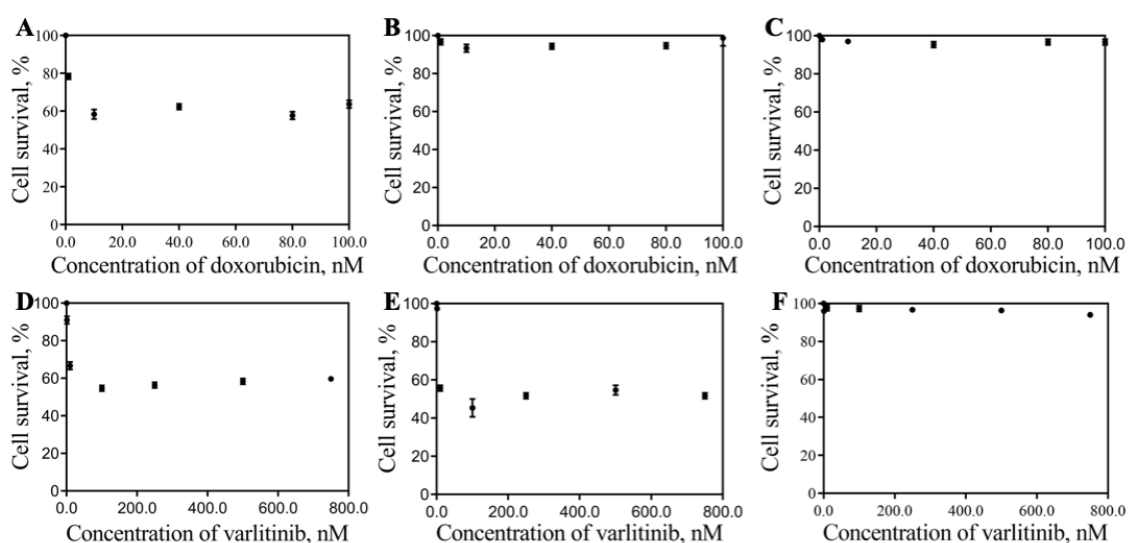 A
B
C
Cell survival, %
100
80
60
40
20
0
0.0 20.0 40.0 60.0 80.0 100.0
Concentration of doxorubicin, nM
Cell survival, %
100
80
60
40
20
0
0.0 20.0 40.0 60.0 80.0 100.0
Concentration of doxorubicin, nM
Cell survival, %
100
80
60
40
20
0
0.0 20.0 40.0 60.0 80.0 100.0
Concentration of doxorubicin, nM
D
E
F
Cell survival, %
100
80
60
40
20
0
0.0 200.0 400.0 600.0 800.0
Concentration of varlitinib, nM
Cell survival, %
100
80
60
40
20
0
0.0 200.0 400.0 600.0 800.0
Concentration of varlitinib, nM
Cell survival, %
100
80
60
40
20
0
0.0 200.0 400.0 600.0 800.0
Concentration of varlitinib, nM